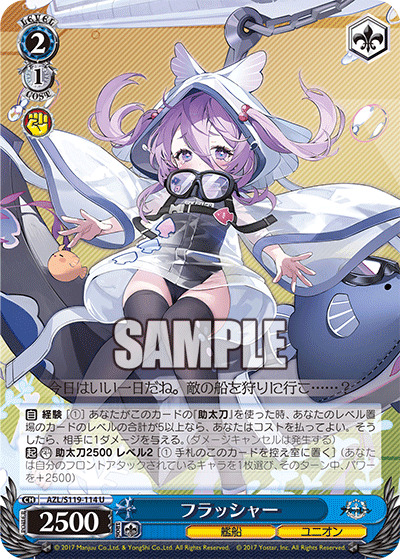 LEVEL
2
1
COST
SAMPLE
今日はいい一日だね。敵の船を狩りに行こ……？
自 経験 [(1)] あなたがこのカードの「助太刀」を使った時、あなたのレベル置
場のカードのレベルの合計が5以上なら、あなたはコストを払ってよい。そう
したら、相手に1ダメージを与える。(ダメージキャンセルは発生する)
起 助太刀2500 レベル2 [(1) 手札のこのカードを控え室に置く] (あなた
は自分のフロントアタックされているキャラを1枚選び、そのターン中、パワー
を+2500)
CH AZL/S119-114 U
2500
フラッシャー
艦船 ユニオン
© 2017 Manjuu Co.,Ltd. & YongShi Co.,Ltd. All Rights Reserved. © 2017 Yostar, Inc. All Rights Reserved.